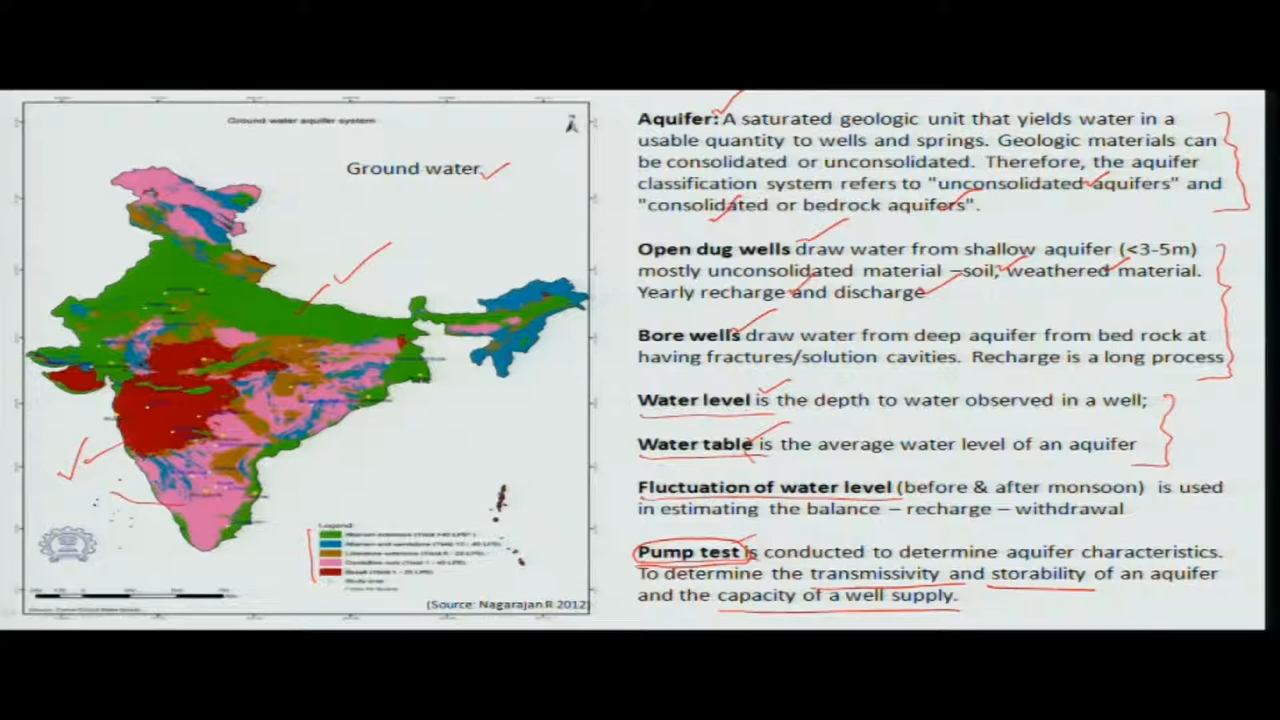 Ground water aquifer system
Ground water
Legend
(Source: Nagarajan R 2012)
Aquifer: A saturated geologic unit that yields water in a
usable quantity to wells and springs. Geologic materials can
be consolidated or unconsolidated. Therefore, the aquifer
classification system refers to "unconsolidated aquifers" and
"consolidated or bedrock aquifers".
Open dug wells draw water from shallow aquifer (<3-5m)
mostly unconsolidated material –soil, weathered material.
Yearly recharge and discharge
Bore wells draw water from deep aquifer from bed rock at
having fractures/solution cavities. Recharge is a long process
Water level is the depth to water observed in a well;
Water table is the average water level of an aquifer
Fluctuation of water level (before & after monsoon) is used
in estimating the balance – recharge – withdrawal
Pump test is conducted to determine aquifer characteristics.
To determine the transmissivity and storability of an aquifer
and the capacity of a well supply.